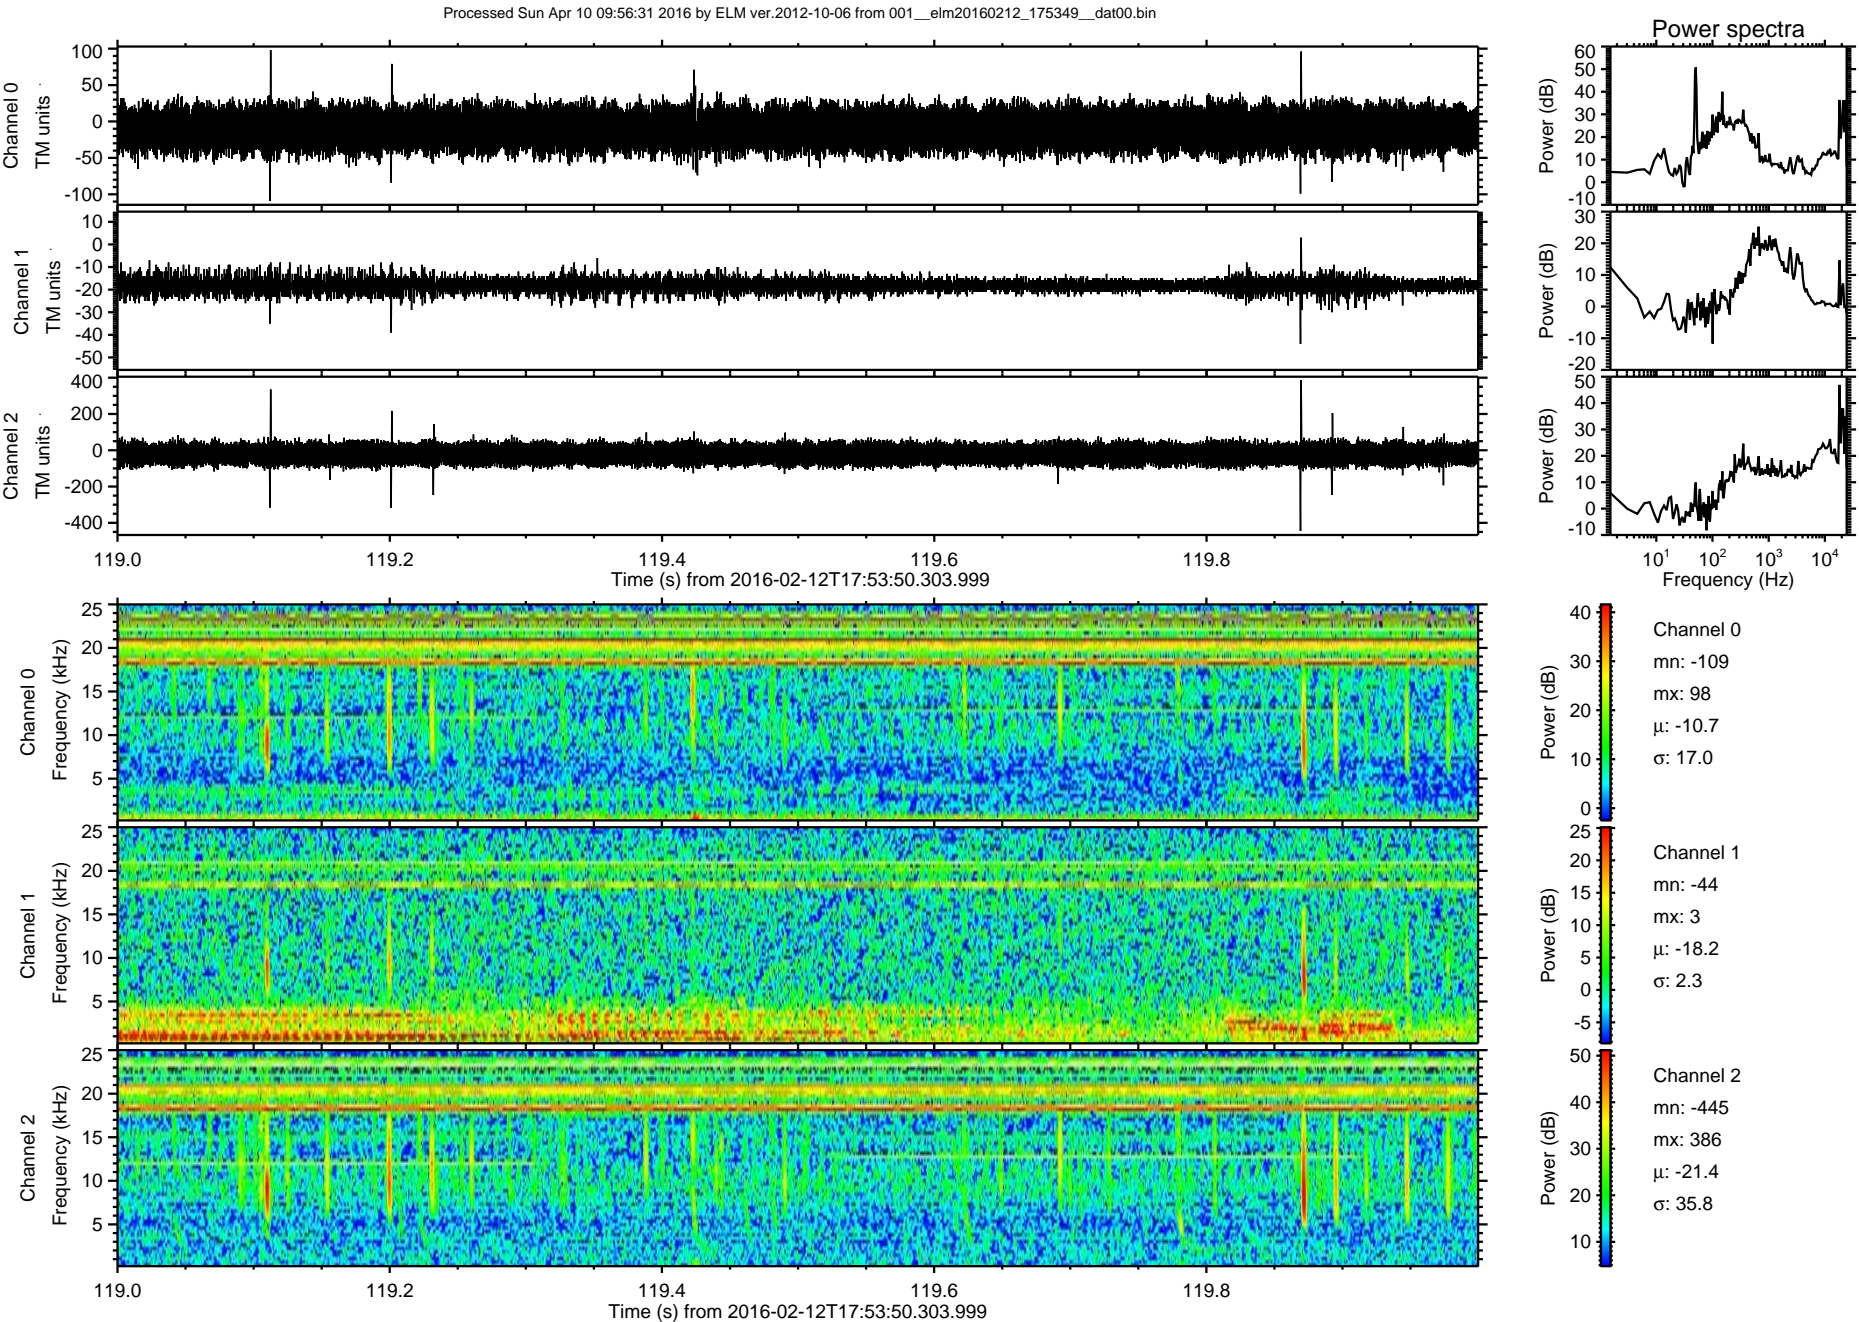 Processed Sun Apr 10 09:56:31 2016 by ELM ver.2012-10-06 from 001__elm20160212_175349__dat00.bin
Power spectra
Channel 0
TM units
100
50
0
-50
-100
Power (dB)
60
50
40
30
20
10
0
-10
Channel 1
TM units
10
0
-10
-20
-30
-40
-50
Power (dB)
30
20
10
0
-10
-20
Channel 2
TM units
400
200
0
-200
-400
Power (dB)
50
40
30
20
10
0
-10
119.0 119.2 119.4 119.6 119.8
Time (s) from 2016-02-12T17:53:50.303.999
10^1 10^2 10^3 10^4
Frequency (Hz)
Channel 0
Frequency (kHz)
25
20
15
10
5
Power (dB)
40
30
20
10
0
Channel 0
mn: -109
mx: 98
μ: -10.7
σ: 17.0
Channel 1
Frequency (kHz)
25
20
15
10
5
Power (dB)
25
20
15
10
5
0
-5
Channel 1
mn: -44
mx: 3
μ: -18.2
σ: 2.3
Channel 2
Frequency (kHz)
25
20
15
10
5
Power (dB)
50
40
30
20
10
Channel 2
mn: -445
mx: 386
μ: -21.4
σ: 35.8
119.0 119.2 119.4 119.6 119.8
Time (s) from 2016-02-12T17:53:50.303.999